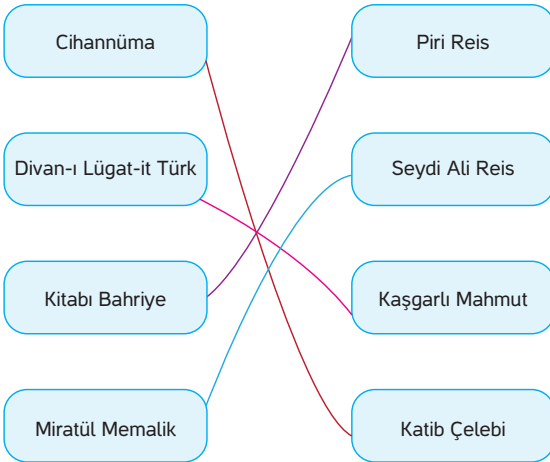 Cihannüma
Piri Reis
Divan-ı Lügat-it Türk
Seydi Ali Reis
Kitabı Bahriye
Kaşgarlı Mahmut
Miratül Memalik
Katib Çelebi